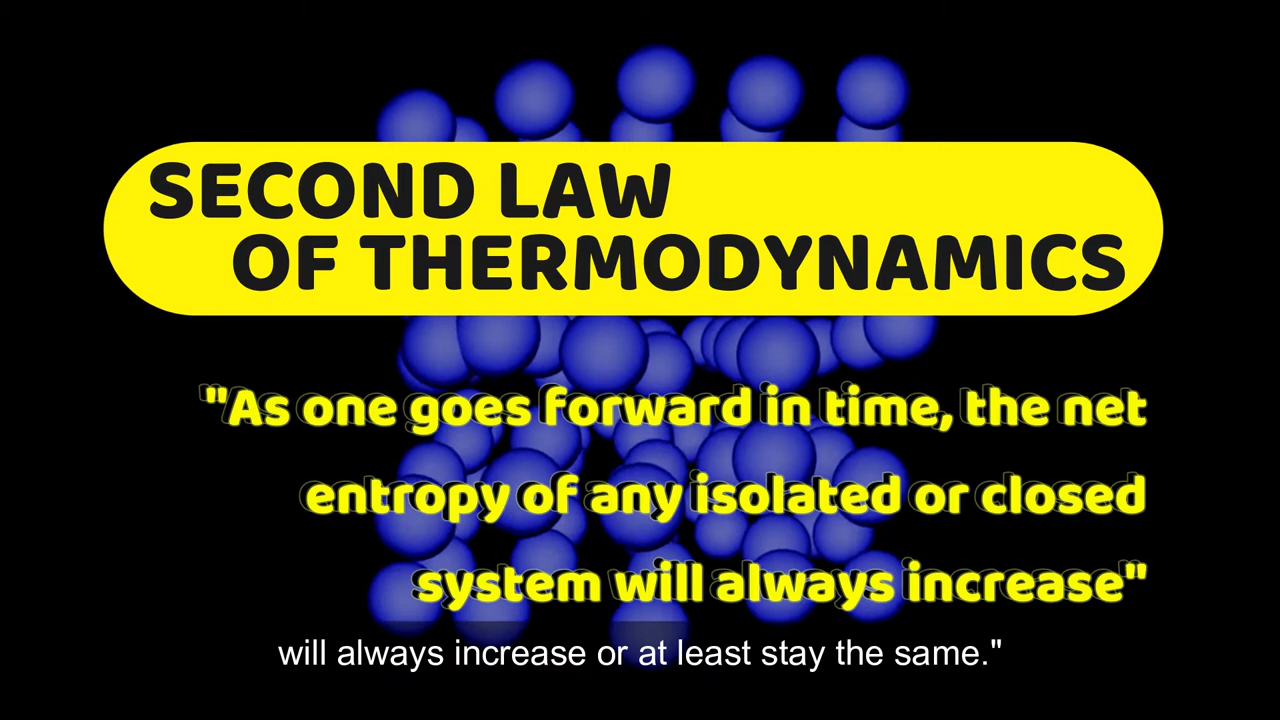 SECOND LAW
OF THERMODYNAMICS
"As one goes forward in time, the net
entropy of any isolated or closed
system will always increase"
will always increase or at least stay the same."